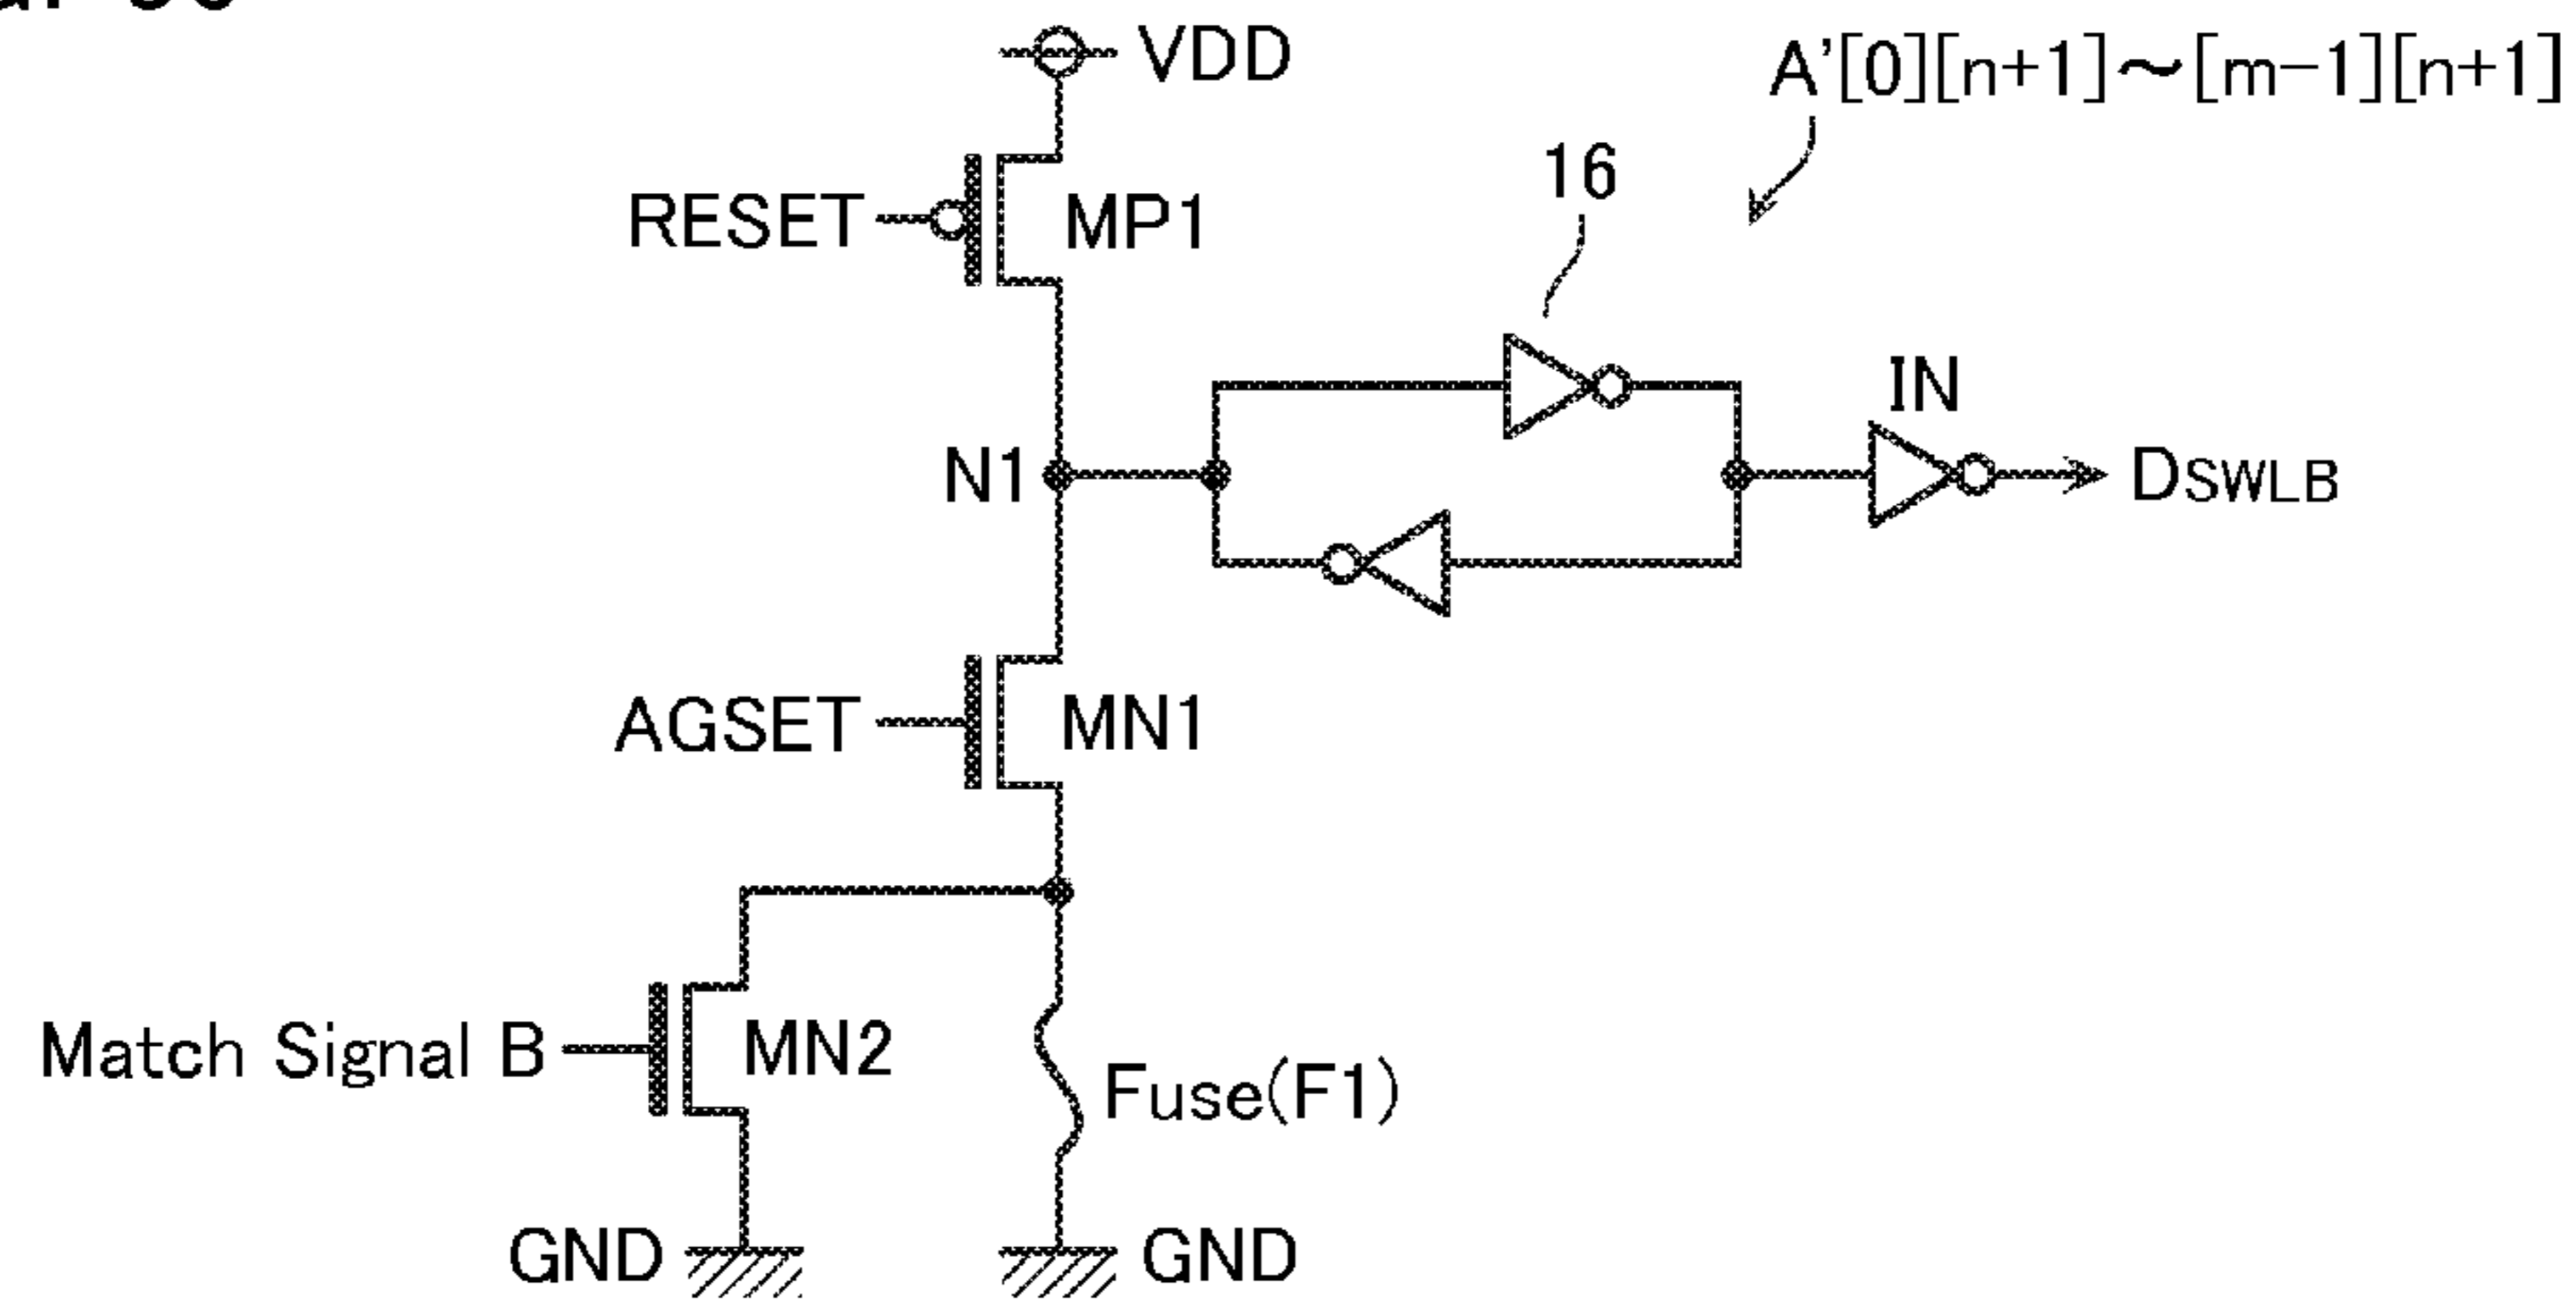 VDD
A'[0][n+1]~[m-1][n+1]
16
RESET
MP1
IN
N1
DSWLB
AGSET
MN1
Match Signal B
MN2
Fuse(F1)
GND
GND